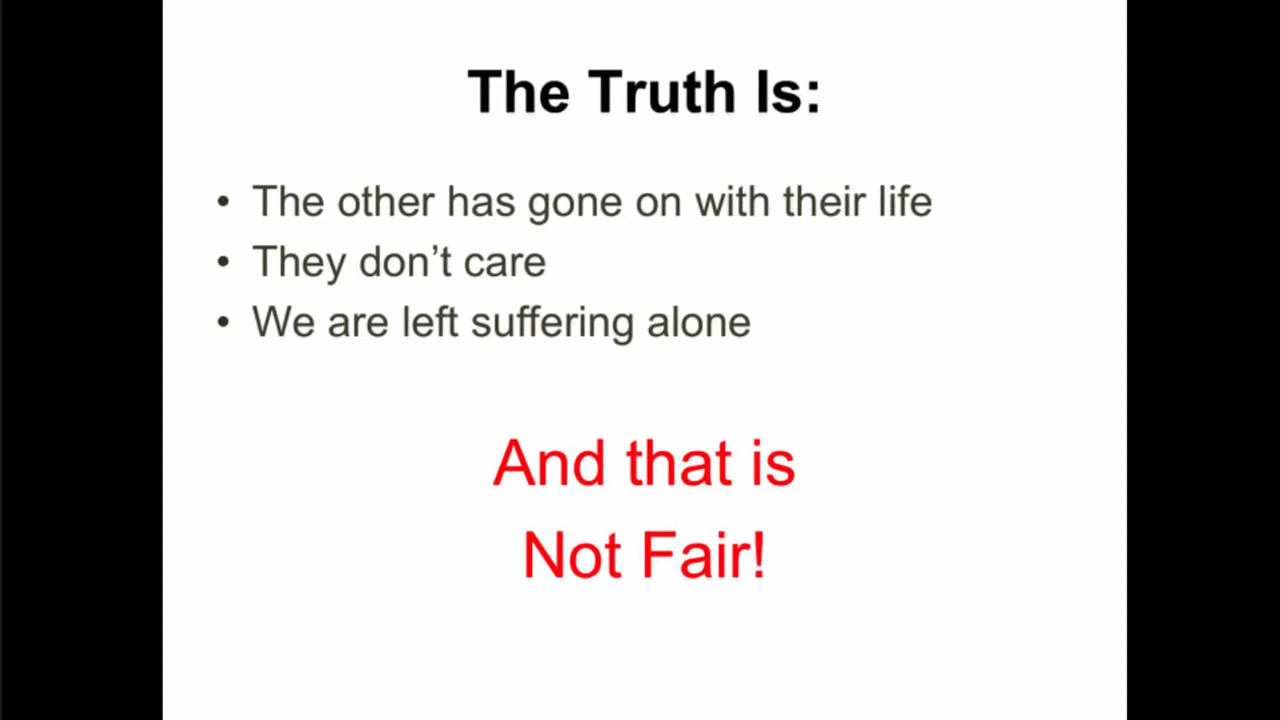 The Truth Is:
• The other has gone on with their life
• They don’t care
• We are left suffering alone
And that is
Not Fair!